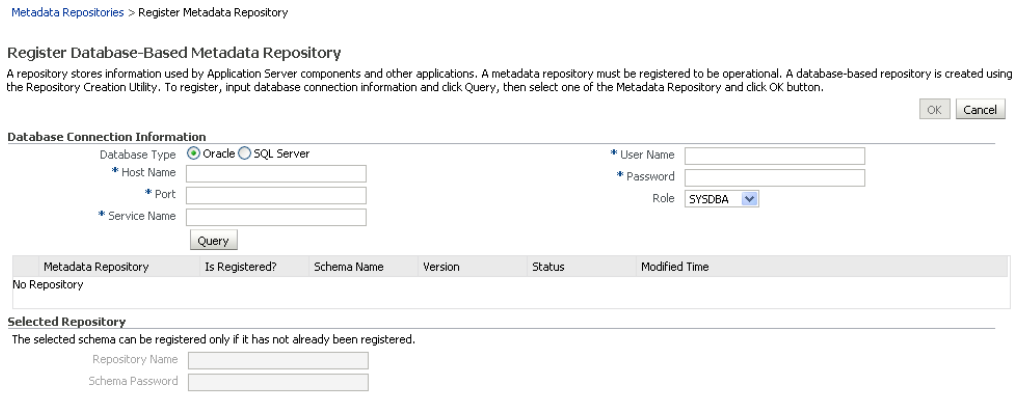 Metadata Repositories > Register Metadata Repository
Register Database-Based Metadata Repository
A repository stores information used by Application Server components and other applications. A metadata repository must be registered to be operational. A database-based repository is created using
the Repository Creation Utility. To register, input database connection information and click Query, then select one of the Metadata Repository and click OK button.
OK Cancel
Database Connection Information
Database Type Oracle SQL Server
* Host Name
* Port
* Service Name
Query
* User Name
* Password
Role SYSDBA
Metadata Repository Is Registered? Schema Name Version Status Modified Time
No Repository
Selected Repository
The selected schema can be registered only if it has not already been registered.
Repository Name
Schema Password